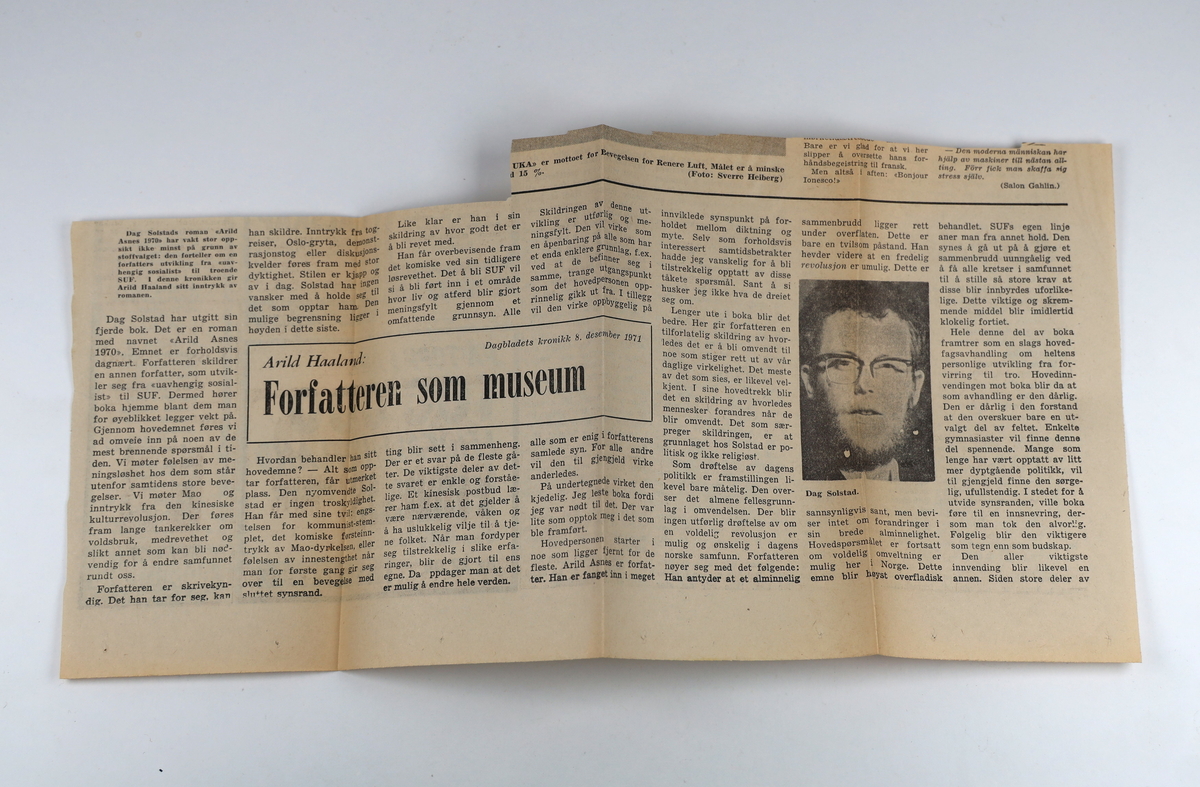 UKA» er mottoet for Bevegelsen for Renere Luft. Målet er å minske
15 %.
(Foto: Sverre Heiberg)
Bare er vi glad for at vi her
slipper å oversette hans for-
håndsbegejstring til fransk.
Men altså i aften: «Bonjour
Ionesco!»
— Den moderna människan har
hjälp av maskiner till nästan all-
ting. Förr fick man skaffa sig
stress själv.
(Salon Gahlin.)
Dag Solstads roman «Arild
Asnes 1970» har vakt stor opp-
sikt ikke minst på grunn av
stoffvalget: den forteller om en
forfatters utvikling fra «uav-
hengig sosialist» til troende
SUF. I denne kronikken gir
Arild Haaland sitt inntrykk av
romanen.
Dag Solstad har utgitt sin
fjerde bok. Det er en roman
med navnet «Arild Asnes
1970». Emnet er forholdsvis
dagnært. Forfatteren skildrer
en annen forfatter, som utvik-
ler seg fra «uavhengig sosial-
ist» til SUF. Dermed hører
boka hjemme blant dem man
for øyeblikket legger vekt på.
Gjennom hovedemnet føres vi
ad omveie inn på noen av de
mest brennende spørsmål i ti-
den. Vi møter følelsen av me-
ningsløshet hos dem som står
utenfor samtidens store beve-
gelser. Vi møter Mao og
inntrykk fra den kinesiske
kulturrevolusjon. Der føres
fram lange tankerekker om
voldsbruk, medrevethet og
slikt annet som kan bli nød-
vendig for å endre samfunnet
rundt oss.
Forfatteren er skrivekyn-
dig. Det han tar for seg, kan
han skildre. Inntrykk fra tog-
reiser, Oslo-gryta, demonst-
rasjonstog eller diskusjons-
kvelder føres fram med stor
dyktighet. Stilen er kjapp og
av i dag. Solstad har ingen
vansker med å holde seg til
det som opptar ham. Den
mulige begrensning ligger i
høyden i dette siste.
Like klar er han i sin
skildring av hvor godt det er
å bli revet med.
Han får overbevisende fram
det komiske ved sin tidligere
løsrevethet. Det å bli SUF vil
si å bli ført inn i et område
hvor liv og atferd blir gjort
meningsfylt gjennom et
omfattende grunnsyn. Alle
Dagbladets kronikk 8. desember 1971
Arild Haaland:
Forfatteren som museum
Hvordan behandler han sitt
hovedemne? — Alt som opp-
tar forfatteren, får utmerket
plass. Den nyomvendte Sol-
stad er ingen troskyldighet.
Han får med sine tvil: engs-
telsen for kommunist-stem-
plet, det komiske førsteinn-
trykk av Mao-dyrkelsen, eller
følelsen av innestengthet når
man for første gang gir seg
over til en bevegelse med
sluttet synsrand.
ting blir sett i sammenheng.
Der er et svar på de fleste gå-
ter. De viktigste deler av det-
te svaret er enkle og forståe-
lige. Et kinesisk postbud læ-
rer ham f.ex. at det gjelder å
være nærværende, våken og
å ha uslukkelig vilje til å tje-
ne folket. Når man fordyper
seg tilstrekkelig i slike erfa-
ringer, blir de gjort til ens
egne. Da oppdager man at det
er mulig å endre hele verden.
Skildringen av denne ut-
vikling er utførlig og me-
ningsfylt. Den vil virke som
en åpenbaring på alle som har
et enda enklere grunnlag, f.ex.
ved at de befinner seg i
samme, trange utgangspunkt
som det hovedpersonen opp-
rinnelig gikk ut fra. I tillegg
vil den virke oppbyggelig på
alle som er enig i forfatterens
samlede syn. For alle andre
vil den til gjengjeld virke
anderledes.
På undertegnede virket den
kjedelig. Jeg leste boka fordi
jeg var nødt til det. Der var
lite som opptok meg i det som
ble framført.
Hovedpersonen starter i
noe som ligger fjernt for de
fleste. Arild Asnes er forfat-
ter. Han er fanget inn i meget
innviklede synspunkt på for-
holdet mellom diktning og
myte. Selv som forholdsvis
interessert samtidsbetrakter
hadde jeg vanskelig for å bli
tilstrekkelig opptatt av disse
tåkete spørsmål. Sant å si
husker jeg ikke hva de dreiet
seg om.
Lenger ute i boka blir det
bedre. Her gir forfatteren en
tilforlatelig skildring av hvor-
ledes det er å bli omvendt til
noe som stiger rett ut av vår
daglige virkelighet. Det meste
av det som sies, er likevel vel-
kjent. I sine hovedtrekk blir
det en skildring av hvorledes
mennesker forandres når de
blir omvendt. Det som sær-
preger skildringen, er at
grunnlaget hos Solstad er po-
litisk og ikke religiøst.
Som drøftelse av dagens
politikk er framstillingen li-
kevel bare måtelig. Den over-
ser det almene fellesgrunn-
lag i omvendelsen. Der blir
ingen utførlig drøftelse av om
en voldelig revolusjon er
mulig og ønskelig i dagens
norske samfunn. Forfatteren
nøyer seg med det følgende:
Han antyder at et alminnelig
sammenbrudd ligger rett
under overflaten. Dette er
bare en tvilsom påstand. Han
hevder videre at en fredelig
revolusjon er umulig. Dette er
Dag Solstad.
sannsynligvis sant, men bevi-
ser intet om forandringer i
sin brede alminnelighet.
Hovedspørsmålet er fortsatt
om voldelig omveltning er
mulig her i Norge. Dette
emne blir høyst overfladisk
behandlet. SUFs egen linje
aner man fra annet hold. Den
synes å gå ut på å gjøre et
sammenbrudd uunngåelig ved
å få alle kretser i samfunnet
til å stille så store krav at
disse blir innbyrdes uforlike-
lige. Dette viktige og skrem-
mende middel blir imidlertid
klokelig fortiet.
Hele denne del av boka
framtrer som en slags hoved-
fagsavhandling om heltens
personlige utvikling fra for-
virring til tro. Hovedinn-
vendingen mot boka blir da at
som avhandling er den dårlig.
Den er dårlig i den forstand
at den overskuer bare en ut-
valgt del av feltet. Enkelte
gymnasiaster vil finne denne
del spennende. Mange som
lenge har vært opptatt av litt
mer dyptgående politikk, vil
til gjengjeld finne den sørge-
lig, ufullstendig. I stedet for å
utvide synsranden, ville boka
føre til en innsnevring, der-
som man tok den alvorlig.
Følgelig blir den viktigere
som tegn enn som budskap.
Den aller viktigste
innvending blir likevel en
annen. Siden store deler av